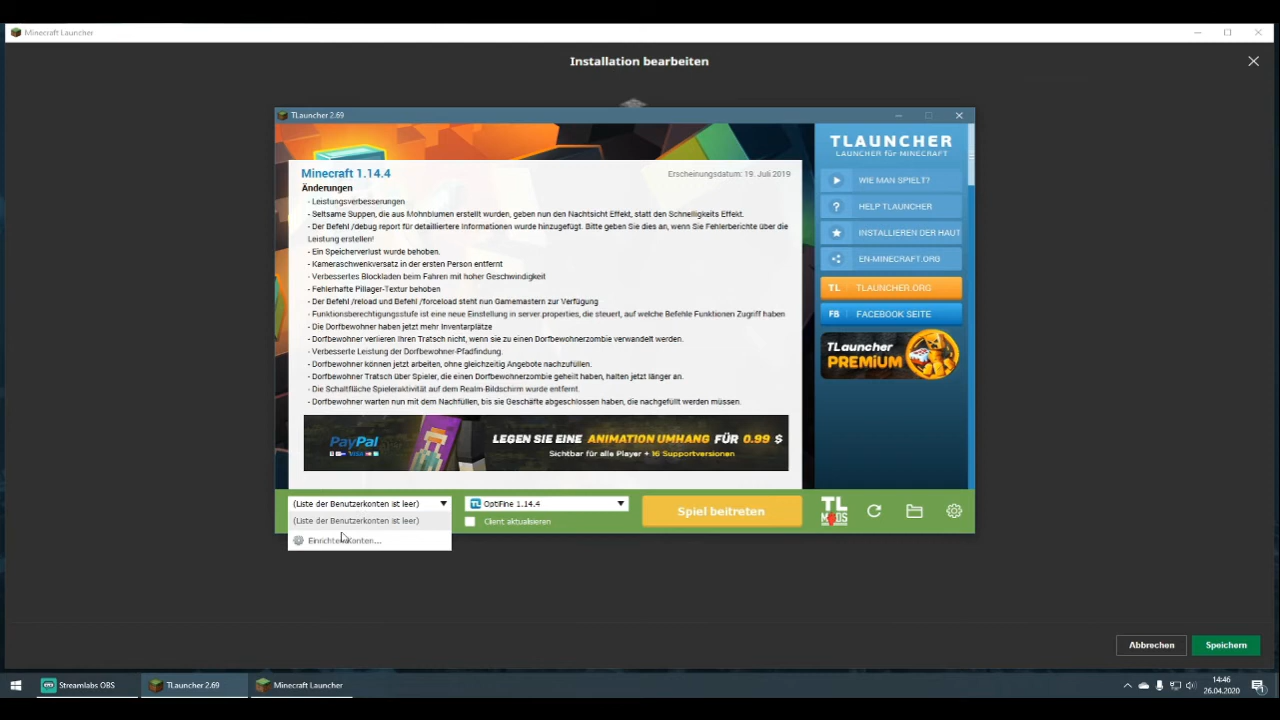 Minecraft Launcher
Installation bearbeiten
TLauncher 2.69
Minecraft 1.14.4
Erscheinungsdatum: 19. Juli 2019
Änderungen
- Leistungsverbesserungen
- Seltsame Suppen, die aus Mohnblumen erstellt wurden, geben nun den Nachtsicht Effekt, statt den Schnelligkeits Effekt.
- Der Befehl /debug report für detailliertere Informationen wurde hinzugefügt. Bitte geben Sie dies an, wenn Sie Fehlerberichte über die
Leistung erstellen!
- Ein Speicherverlust wurde behoben.
- Kameraschwenkversatz in der ersten Person entfernt
- Verbessertes Blockladen beim Fahren mit hoher Geschwindigkeit
- Fehlerhafte Pillager-Textur behoben
- Der Befehl /reload und Befehl /forceload steht nun Gamemastern zur Verfügung
- Funktionsberechtigungsstufe ist eine neue Einstellung in server.properties, die steuert, auf welche Befehle Funktionen Zugriff haben
- Die Dorfbewohner haben jetzt mehr Inventarplätze
- Dorfbewohner verlieren Ihren Tratsch nicht, wenn sie zu einen Dorfbewohnerzombie verwandelt werden.
- Verbesserte Leistung der Dorfbewohner-Pfadfindung.
- Dorfbewohner können jetzt arbeiten, ohne gleichzeitig Angebote nachzufüllen.
- Dorfbewohner Tratsch über Spieler, die einen Dorfbewohnerzombie geheilt haben, halten jetzt länger an.
- Die Schaltfläche Spieleraktivität auf dem Realm-Bildschirm wurde entfernt.
- Dorfbewohner warten nun mit dem Nachfüllen, bis sie Geschäfte abgeschlossen haben, die nachgefüllt werden müssen.
PayPal
VISA
LEGEN SIE EINE ANIMATION UMHANG FÜR 0.99 $
Sichtbar für alle Player + 16 Supportversionen
TLAUNCHER
LAUNCHER für MINECRAFT
WIE MAN SPIELT?
? HELP TLAUNCHER
INSTALLIEREN DER HAUT
EN-MINECRAFT.ORG
TL TLAUNCHER.ORG
FB FACEBOOK SEITE
TLauncher
PREMIUM
(Liste der Benutzerkonten ist leer)
TL OptiFine 1.14.4
Spiel beitreten
TL
MODS
(Liste der Benutzerkonten ist leer)
Client aktualisieren
Einrichten Konten...
Abbrechen
Speichern
Streamlabs OBS
TLauncher 2.69
Minecraft Launcher
14:46
26.04.2020